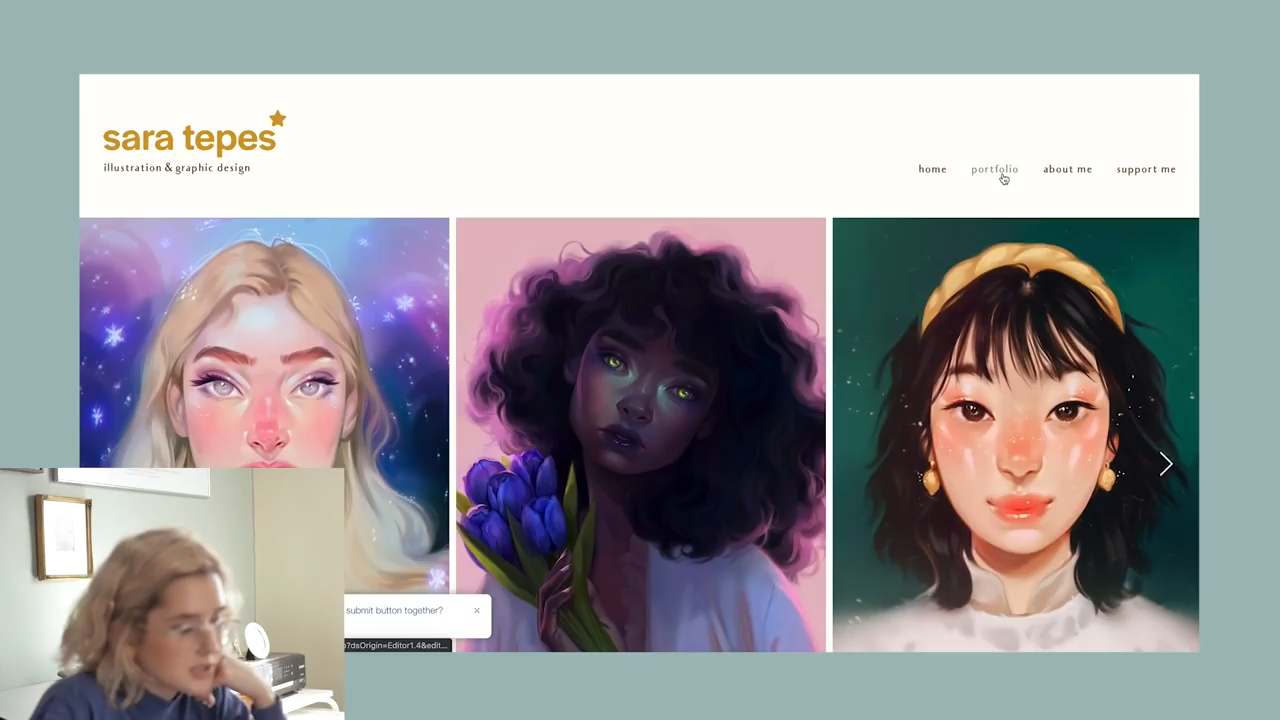 sara tepes
illustration & graphic design
home portfolio about me support me
submit button together?
?dsOrigin=Editor1.4&edit...